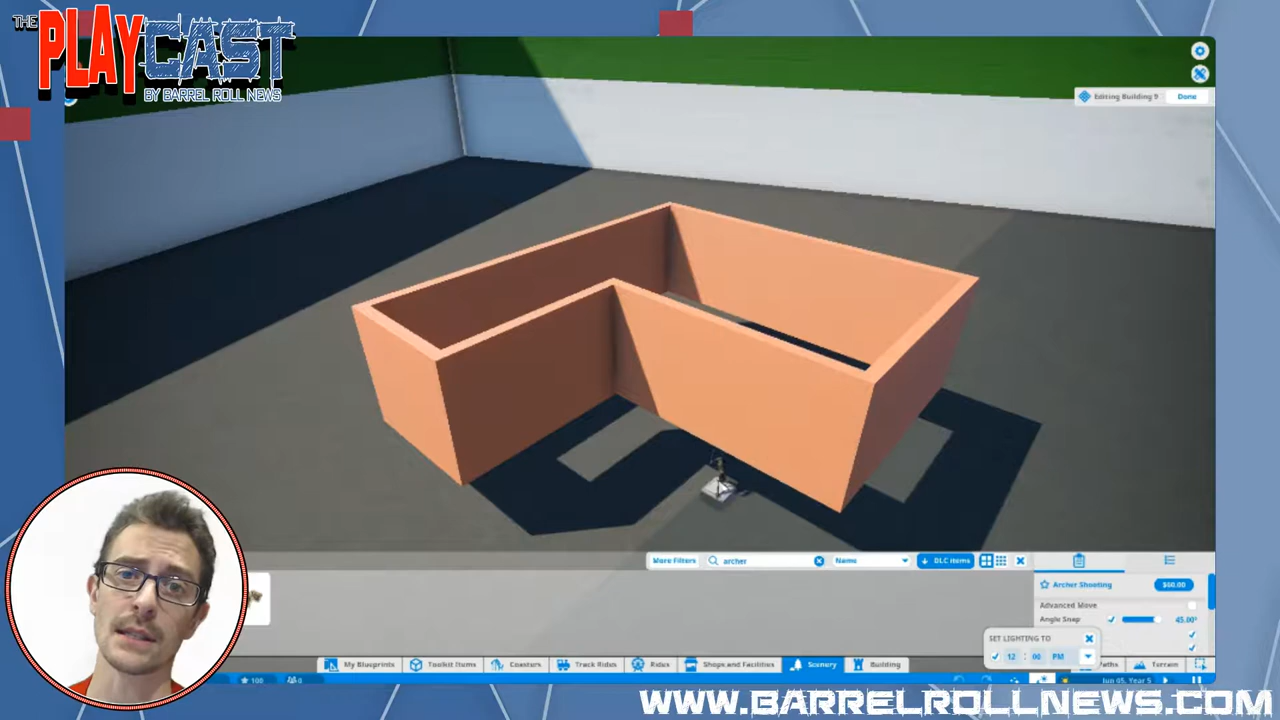 THE
PLAYCAST
BY BARREL ROLL NEWS
Editing Building 9 Done
More Filters archer Name DLC Items
Archer Shooting $60.00
Advanced Move
Angle Snap 45.00°
SET LIGHTING TO
12 00 PM
My Blueprints Toolkit Items Coasters Track Rides Rides Shops and Facilities Scenery Building Paths Terrain
100 0 Jun 05, Year 5
WWW.BARRELROLLNEWS.COM